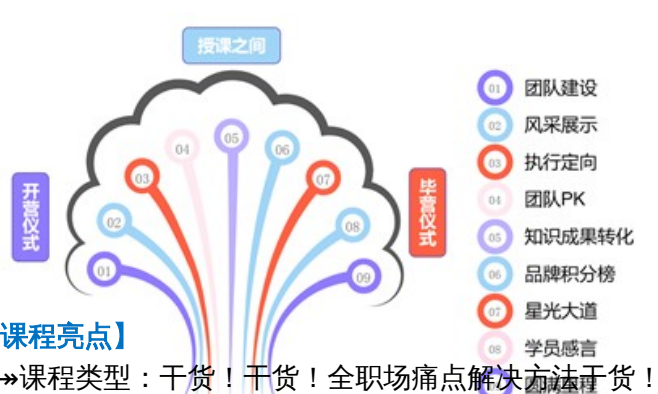 授课之间
开营仪式
毕营仪式
01
02
03
04
05
06
07
08
09
01 团队建设
02 风采展示
03 执行定向
04 团队PK
05 知识成果转化
06 品牌积分榜
07 星光大道
08 学员感言
圆满里程
课程亮点】
↠课程类型：干货！干货！全职场痛点解决方法干货！